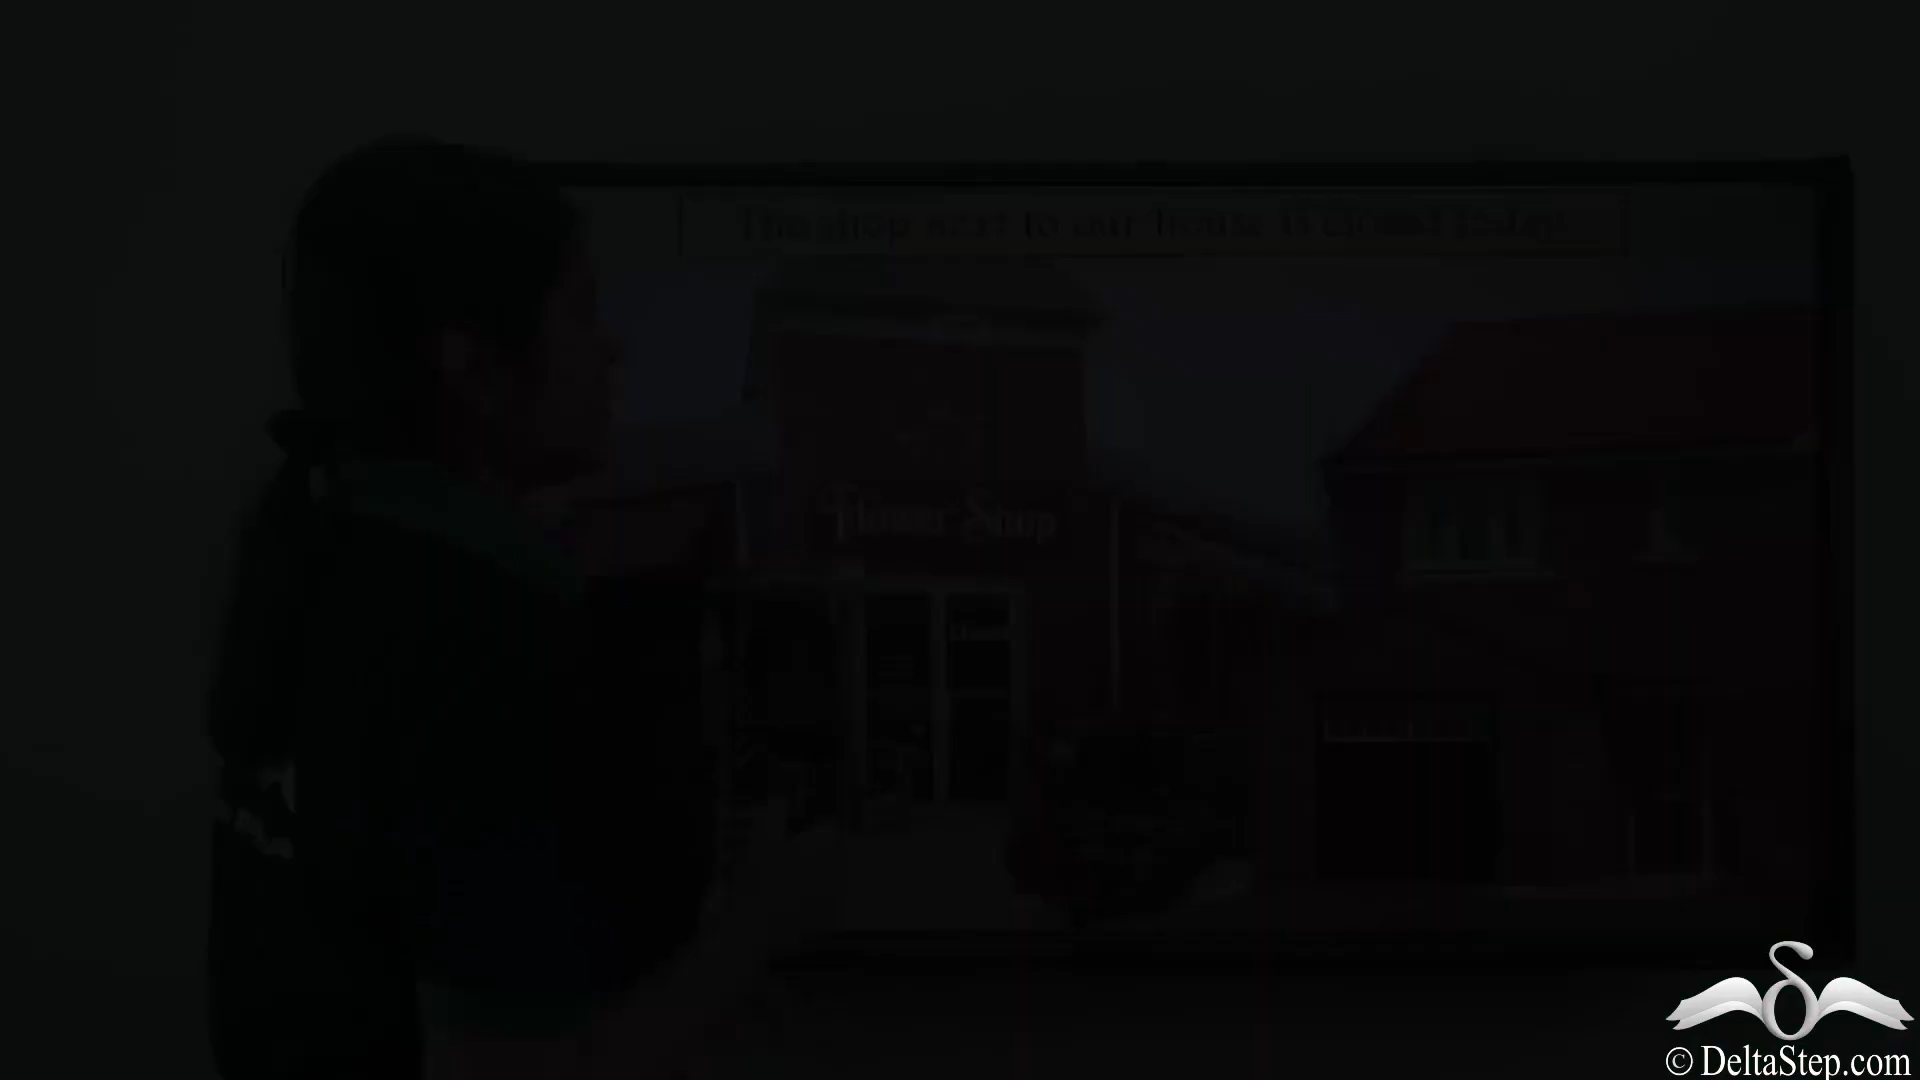 The shop next to our house is closed today!
Flower Shop
© DeltaStep.com